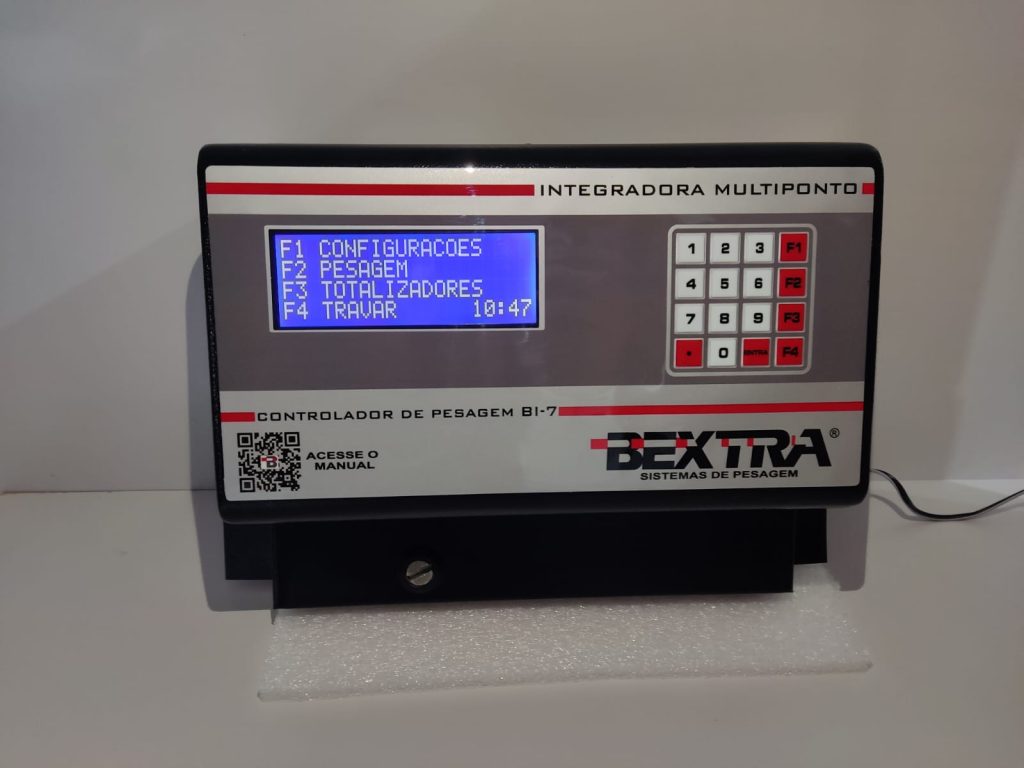 INTEGRADORA MULTIPONTO
F1 CONFIGURACOES
F2 PESAGEM
F3 TOTALIZADORES
F4 TRAVAR 10:47
1 2 3 F1
4 5 6 F2
7 8 9 F3
• 0 ENTRA F4
CONTROLADOR DE PESAGEM BI-7
ACESSE O
MANUAL
B
BEXTRA®
SISTEMAS DE PESAGEM